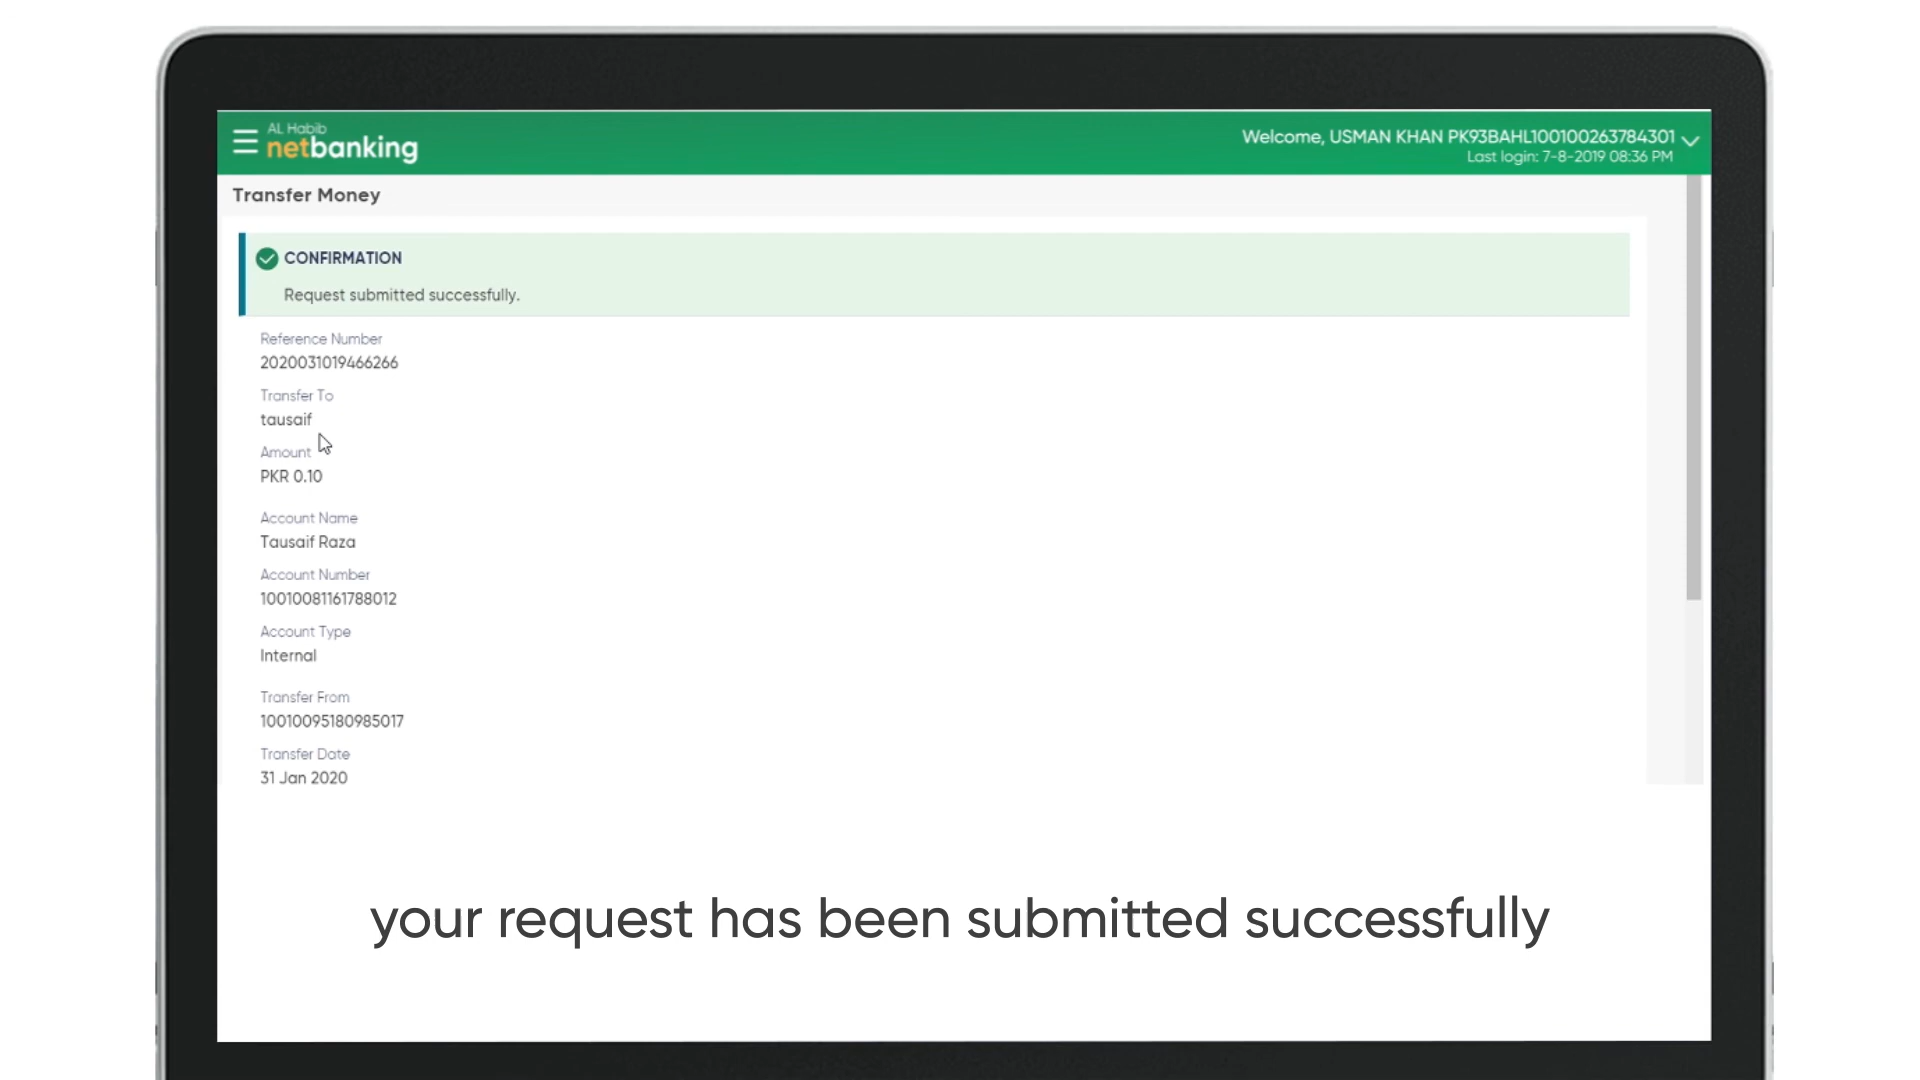 AL Habib
netbanking
Welcome, USMAN KHAN PK93BAHL100100263784301
Last login: 7-8-2019 08:36 PM
Transfer Money
CONFIRMATION
Request submitted successfully.
Reference Number
2020031019466266
Transfer To
tausaif
Amount
PKR 0.10
Account Name
Tausaif Raza
Account Number
10010081161788012
Account Type
Internal
Transfer From
10010095180985017
Transfer Date
31 Jan 2020
your request has been submitted successfully